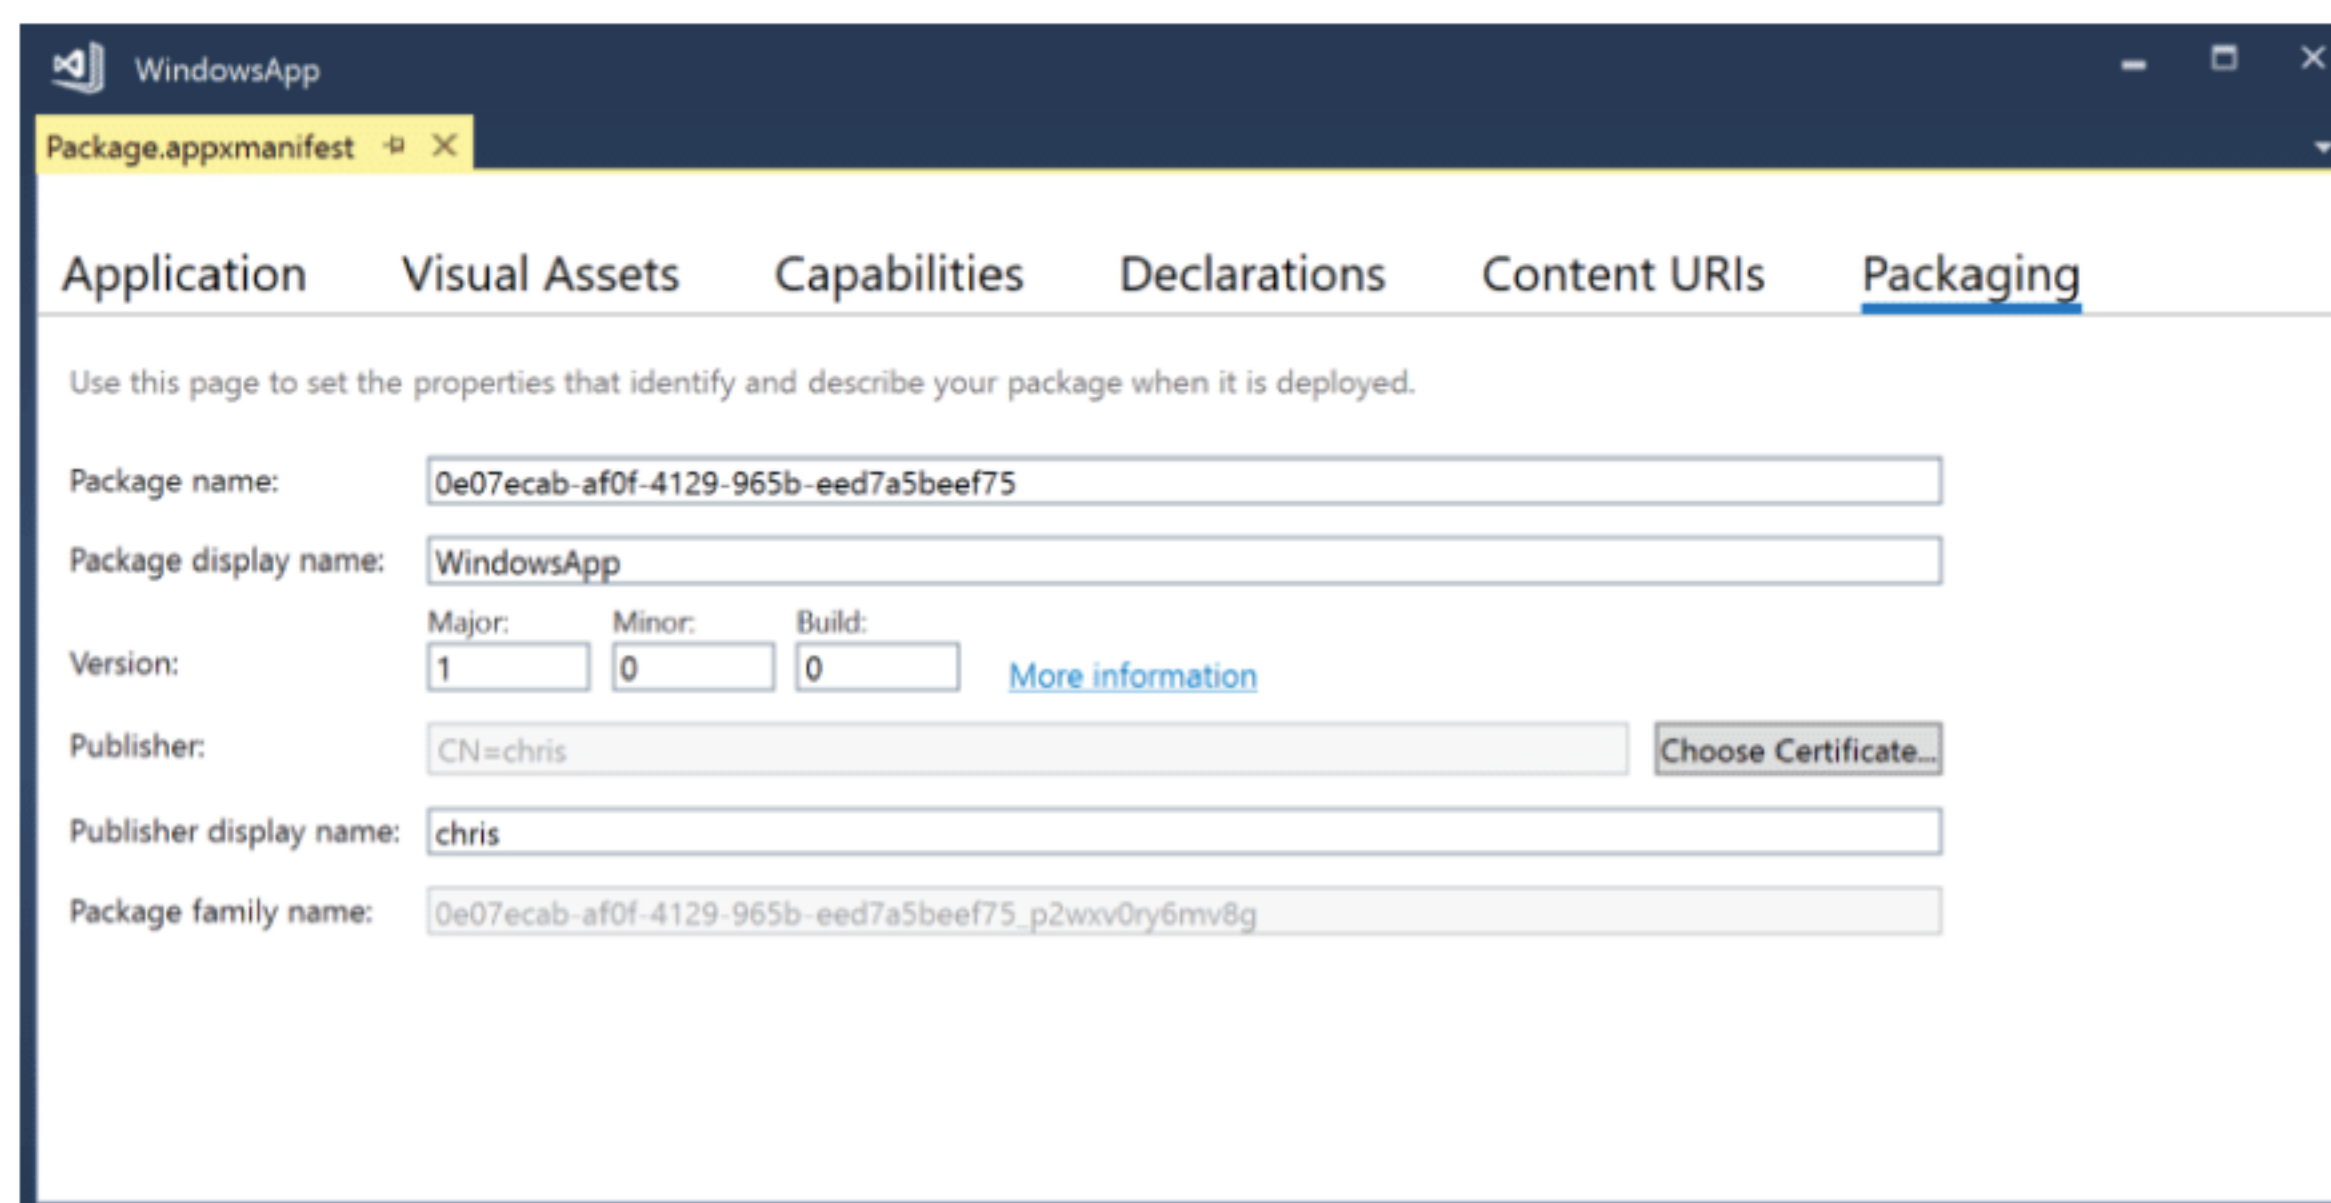 WindowsApp
Package.appxmanifest
Application Visual Assets Capabilities Declarations Content URIs Packaging
Use this page to set the properties that identify and describe your package when it is deployed.
Package name: 0e07ecab-af0f-4129-965b-eed7a5beef75
Package display name: WindowsApp
Major: Minor: Build:
Version: 1 0 0 More information
Publisher: CN=chris Choose Certificate...
Publisher display name: chris
Package family name: 0e07ecab-af0f-4129-965b-eed7a5beef75_p2wxv0ry6mv8g